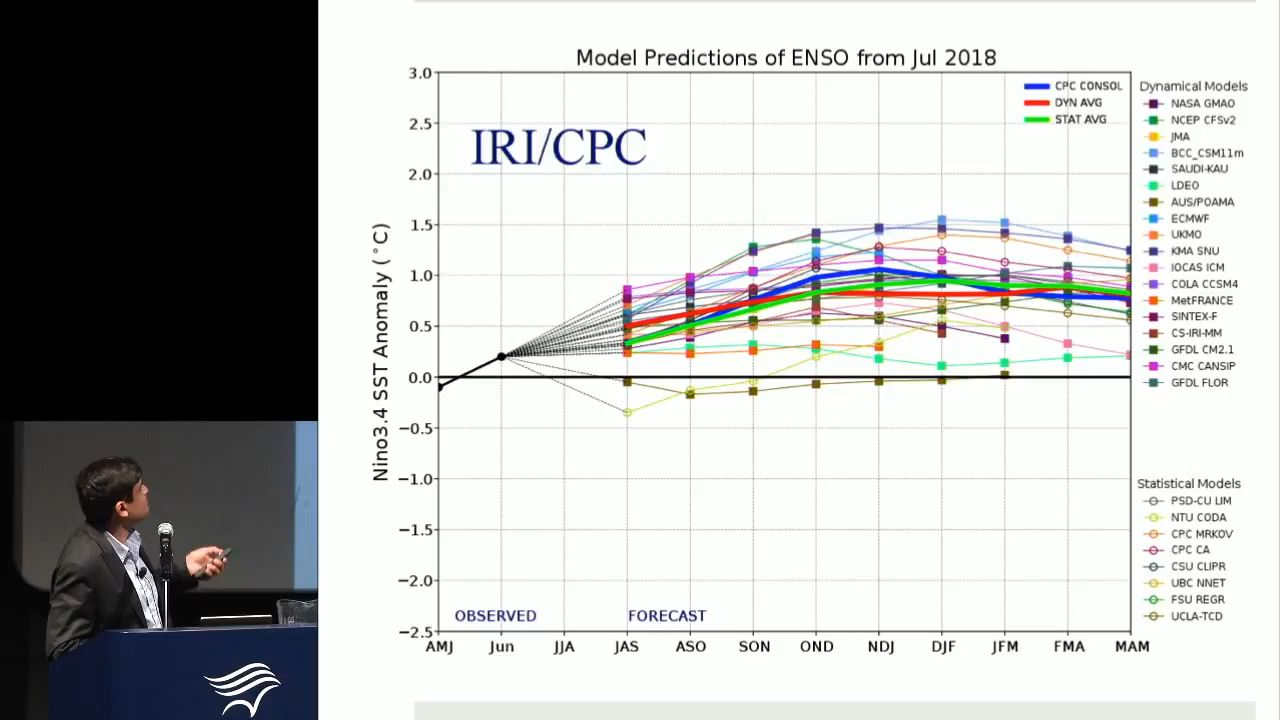 Model Predictions of ENSO from Jul 2018
IRI/CPC
CPC CONSOL
DYN AVG
STAT AVG
Nino3.4 SST Anomaly (°C)
3.0
2.5
2.0
1.5
1.0
0.5
0.0
−0.5
−1.0
−1.5
−2.0
−2.5
OBSERVED
FORECAST
AMJ Jun JJA JAS ASO SON OND NDJ DJF JFM FMA MAM
Dynamical Models
NASA GMAO
NCEP CFSv2
JMA
BCC_CSM11m
SAUDI-KAU
LDEO
AUS/POAMA
ECMWF
UKMO
KMA SNU
IOCAS ICM
COLA CCSM4
MetFRANCE
SINTEX-F
CS-IRI-MM
GFDL CM2.1
CMC CANSIP
GFDL FLOR
Statistical Models
PSD-CU LIM
NTU CODA
CPC MRKOV
CPC CA
CSU CLIPR
UBC NNET
FSU REGR
UCLA-TCD